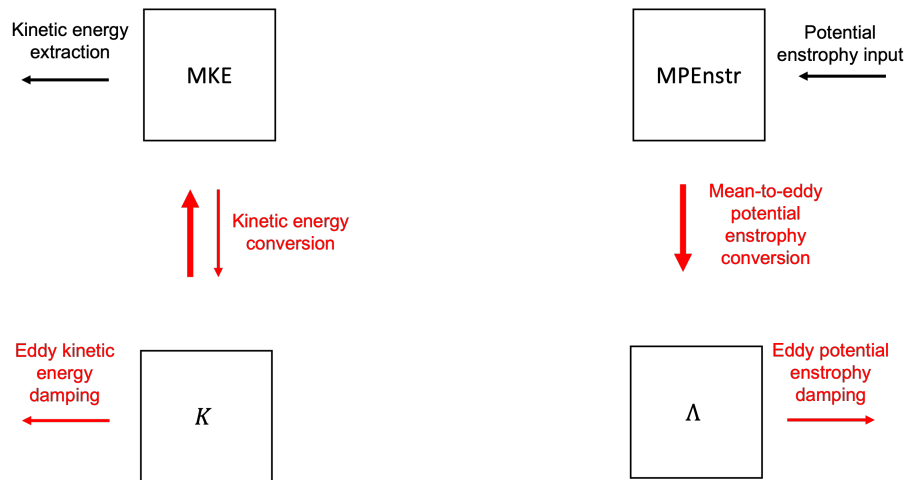 Kinetic energy
extraction
MKE
MPEnstr
Potential
enstrophy input
Kinetic energy
conversion
Mean-to-eddy
potential
enstrophy
conversion
Eddy kinetic
energy
damping
K
Λ
Eddy potential
enstrophy
damping